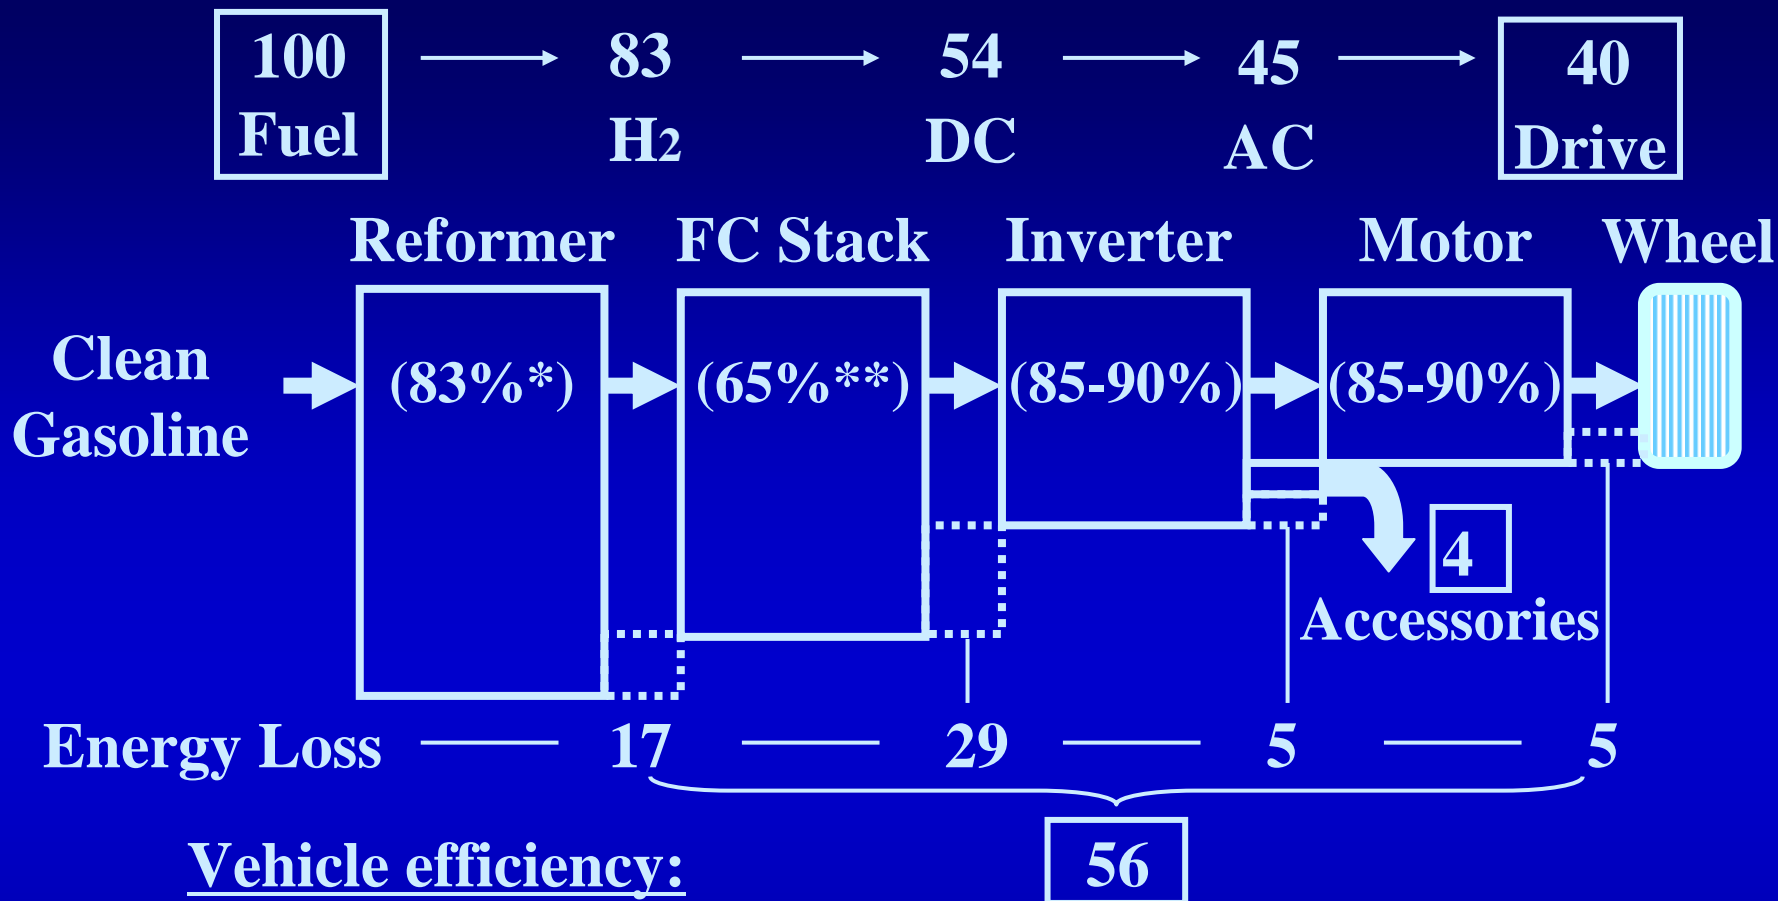 100 83 54 45 40
Fuel H2 DC AC Drive
Reformer FC Stack Inverter Motor Wheel
Clean
Gasoline
(83%*) (65%**) (85-90%) (85-90%)
4
Accessories
Energy Loss 17 29 5 5
Vehicle efficiency: 56